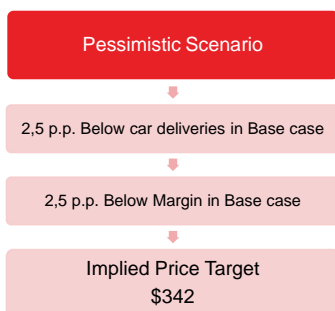 Pessimistic Scenario
2,5 p.p. Below car deliveries in Base case
2,5 p.p. Below Margin in Base case
Implied Price Target
$342